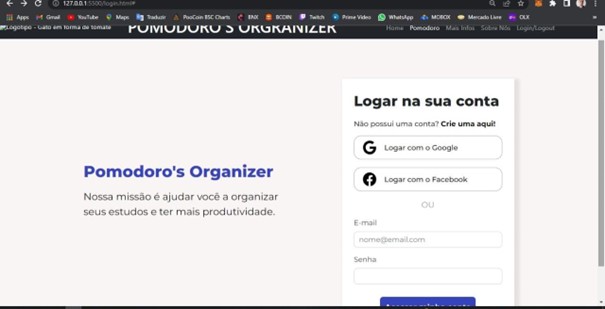 127.0.0.1:5500/login.html#
Apps Gmail YouTube Maps Traduzir PooCoin BSC Charts BNX BCOIN Twitch Prime Video WhatsApp MOROX Mercado Livre OLX
Logotipo - Gato em forma de tomate POMODORO'S ORGRANIZER Home Pomodoro Mais Infos Sobre Nós Login/Logout
Logar na sua conta
Não possui uma conta? Crie uma aqui!
Logar com o Google
Logar com o Facebook
OU
E-mail
nome@email.com
Senha
Pomodoro's Organizer
Nossa missão é ajudar você a organizar
seus estudos e ter mais produtividade.